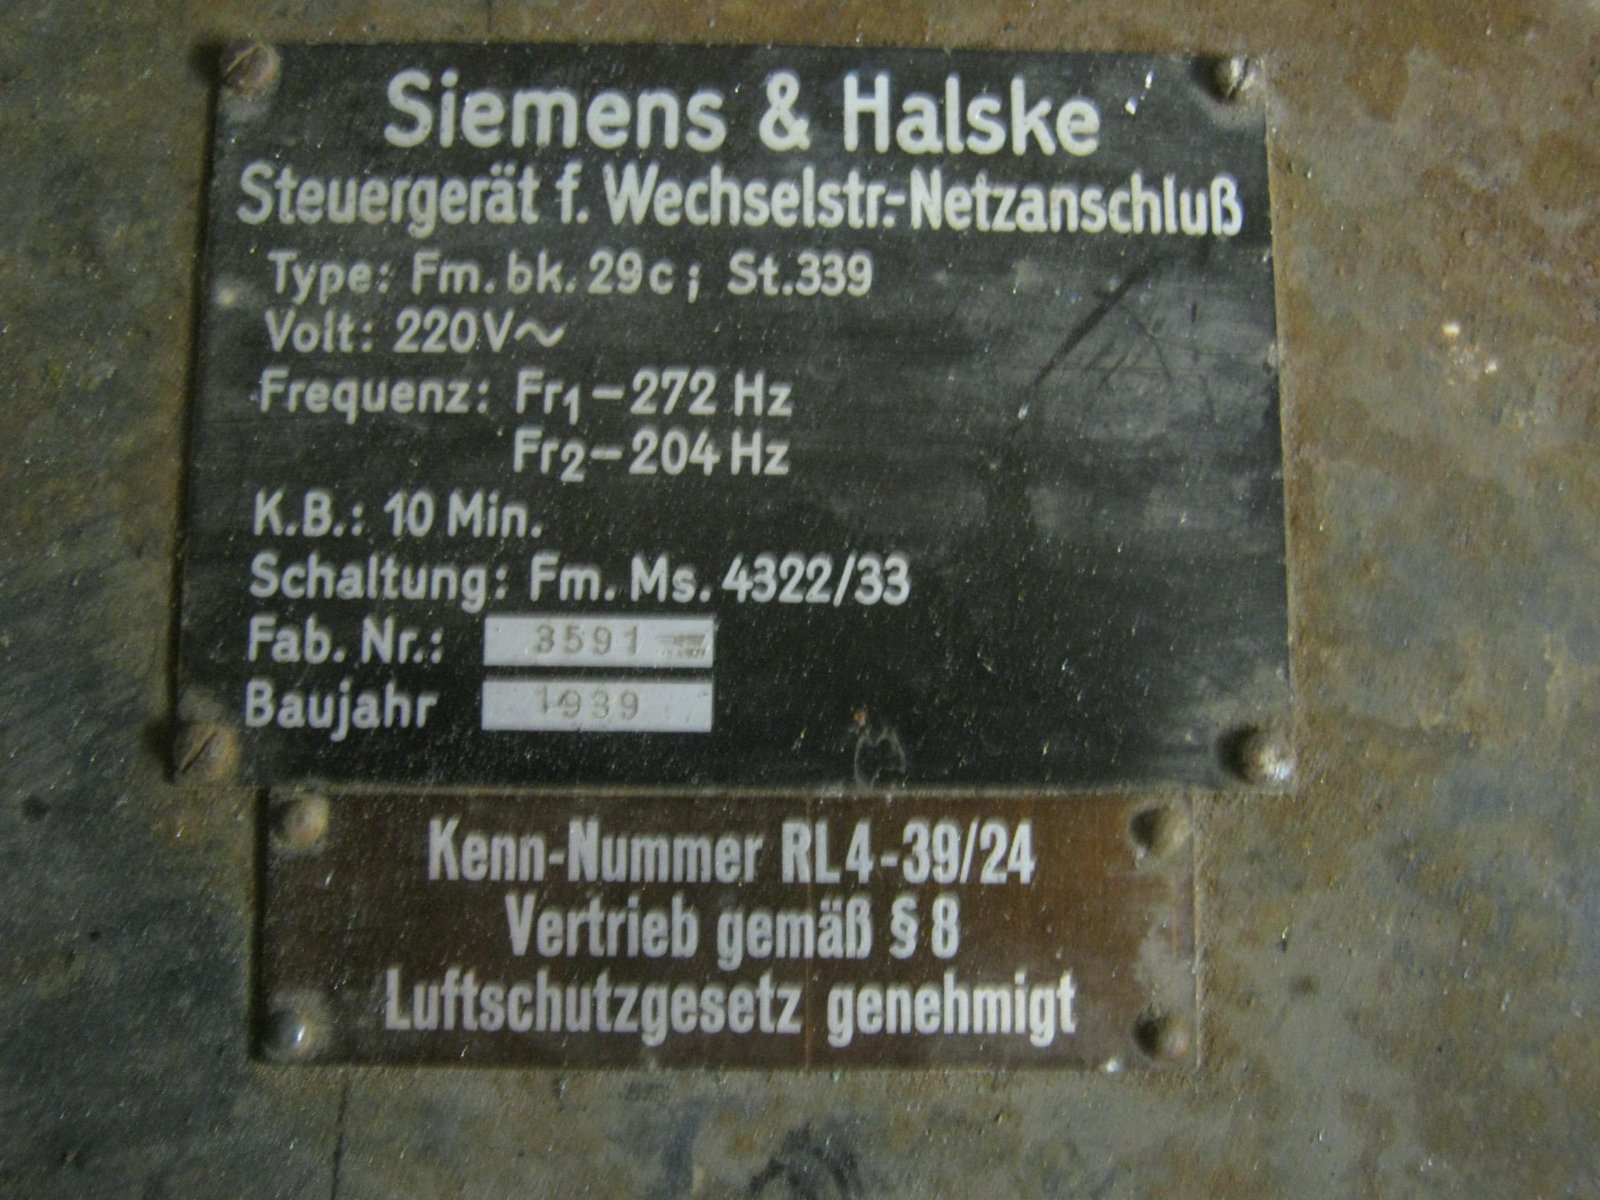 Siemens & Halske
Steuergerät f. Wechselstr.-Netzanschluß
Type: Fm. bk. 29c; St.339
Volt: 220V~
Frequenz: Fr1-272 Hz
Fr2-204 Hz
K.B.: 10 Min.
Schaltung: Fm. Ms. 4322/33
Fab. Nr.: 3591
Baujahr 1939
Kenn-Nummer RL4-39/24
Vertrieb gemäß § 8
Luftschutzgesetz genehmigt